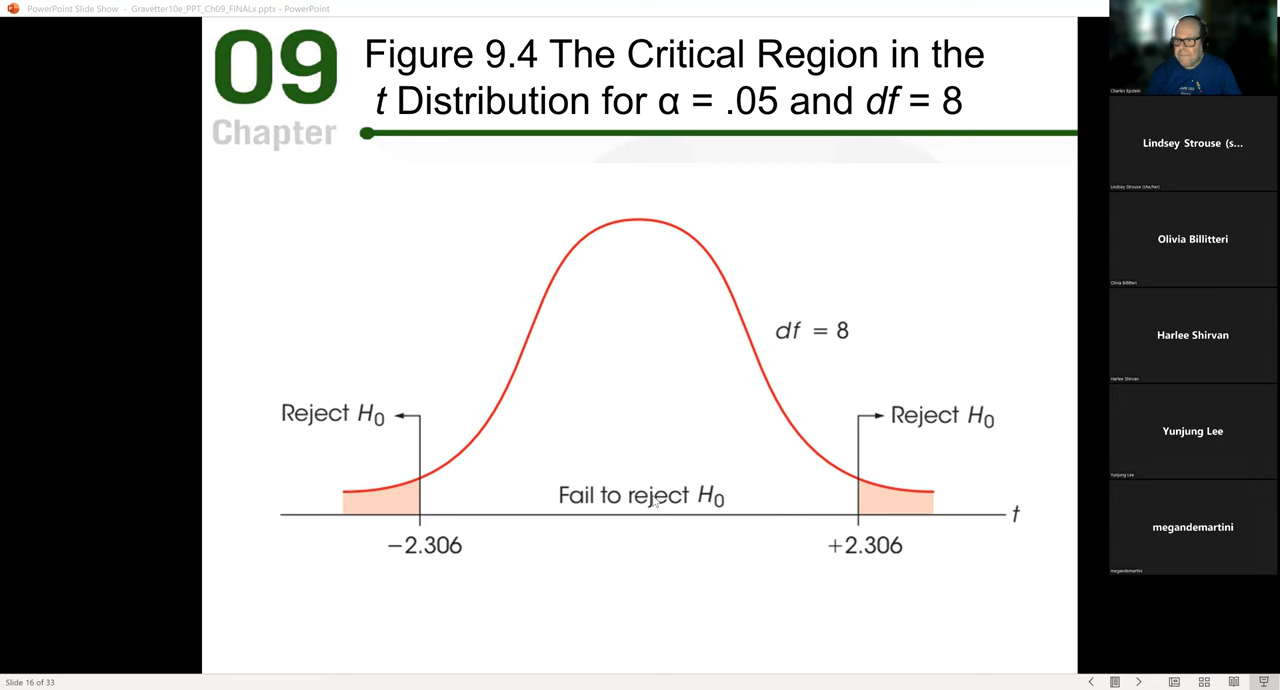 PowerPoint Slide Show - Gravetter10e_PPT_Ch09_FINALx.pptx - PowerPoint
09
Chapter
Figure 9.4 The Critical Region in the
t Distribution for α = .05 and df = 8
df = 8
Reject H0
Reject H0
Fail to reject H0
t
−2.306
+2.306
Charles Epstein
Lindsey Strouse (s...
Lindsey Strouse (she/her)
Olivia Billitteri
Olivia Billitteri
Harlee Shirvan
Harlee Shirvan
Yunjung Lee
Yunjung Lee
megandemartini
megandemartini
Slide 16 of 33